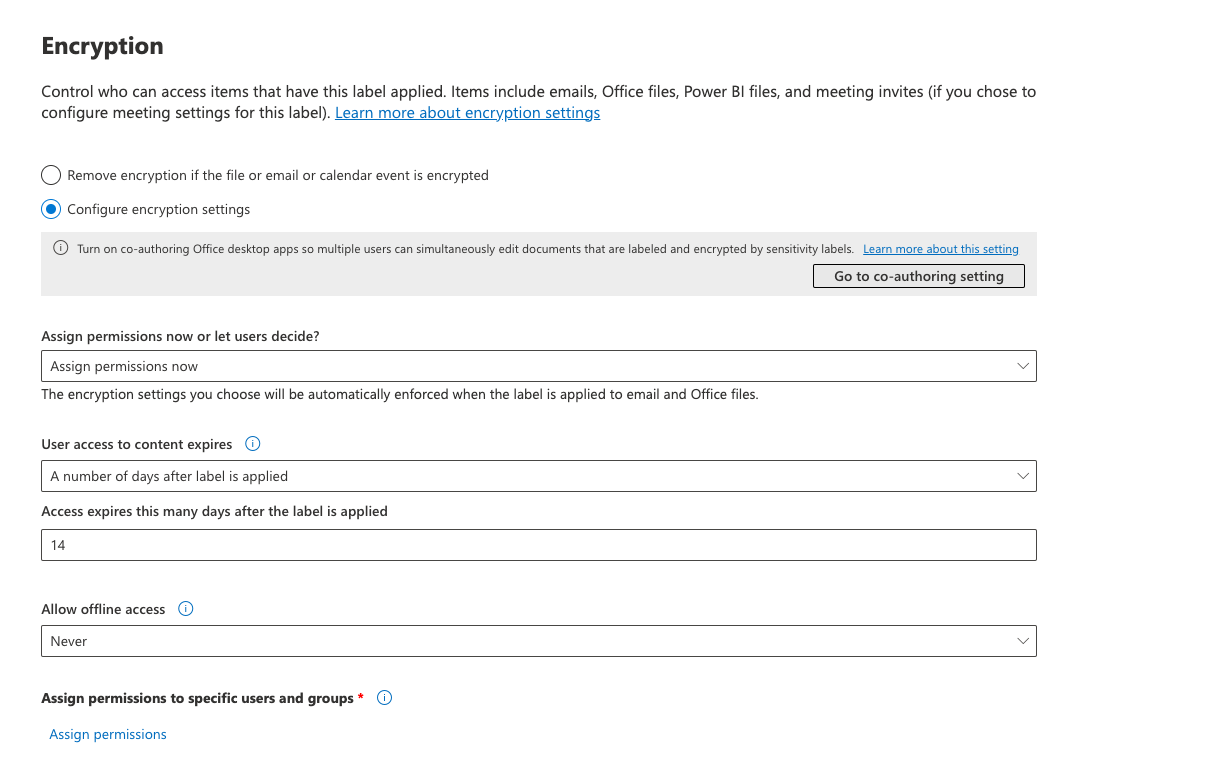 Encryption
Control who can access items that have this label applied. Items include emails, Office files, Power BI files, and meeting invites (if you chose to
configure meeting settings for this label). Learn more about encryption settings
Remove encryption if the file or email or calendar event is encrypted
Configure encryption settings
Turn on co-authoring Office desktop apps so multiple users can simultaneously edit documents that are labeled and encrypted by sensitivity labels. Learn more about this setting
Go to co-authoring setting
Assign permissions now or let users decide?
Assign permissions now
The encryption settings you choose will be automatically enforced when the label is applied to email and Office files.
User access to content expires
A number of days after label is applied
Access expires this many days after the label is applied
14
Allow offline access
Never
Assign permissions to specific users and groups *
Assign permissions